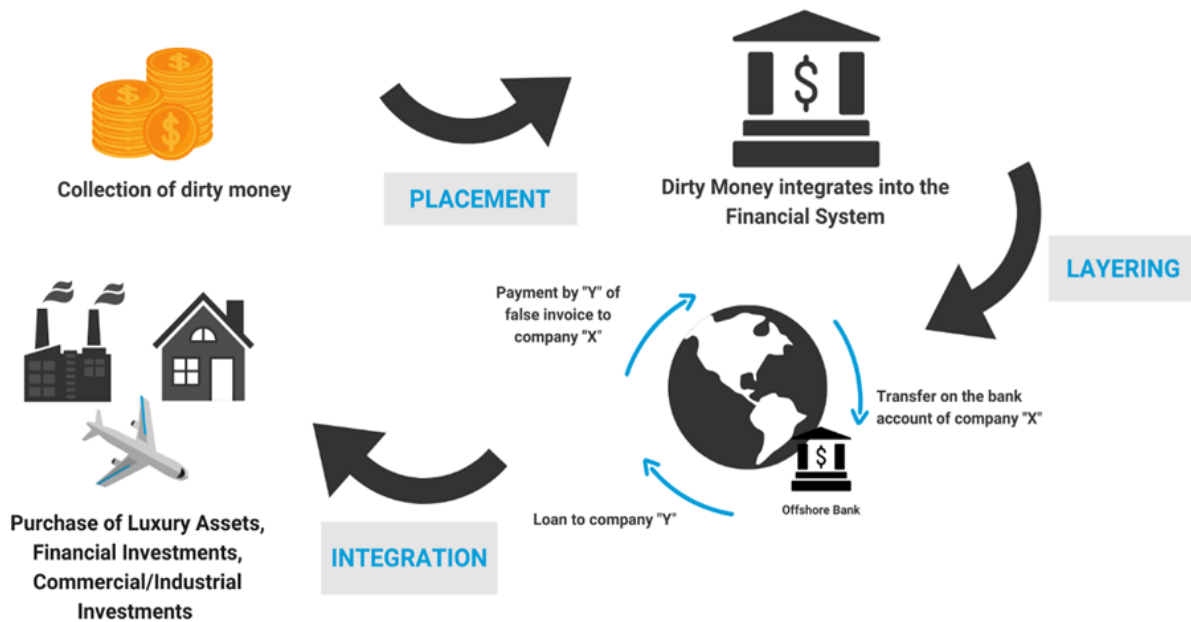 Collection of dirty money
PLACEMENT
$
Dirty Money integrates into the
Financial System
LAYERING
Payment by "Y" of
false invoice to
company "X"
Transfer on the bank
account of company "X"
$
Offshore Bank
Loan to company "Y"
INTEGRATION
Purchase of Luxury Assets,
Financial Investments,
Commercial/Industrial
Investments